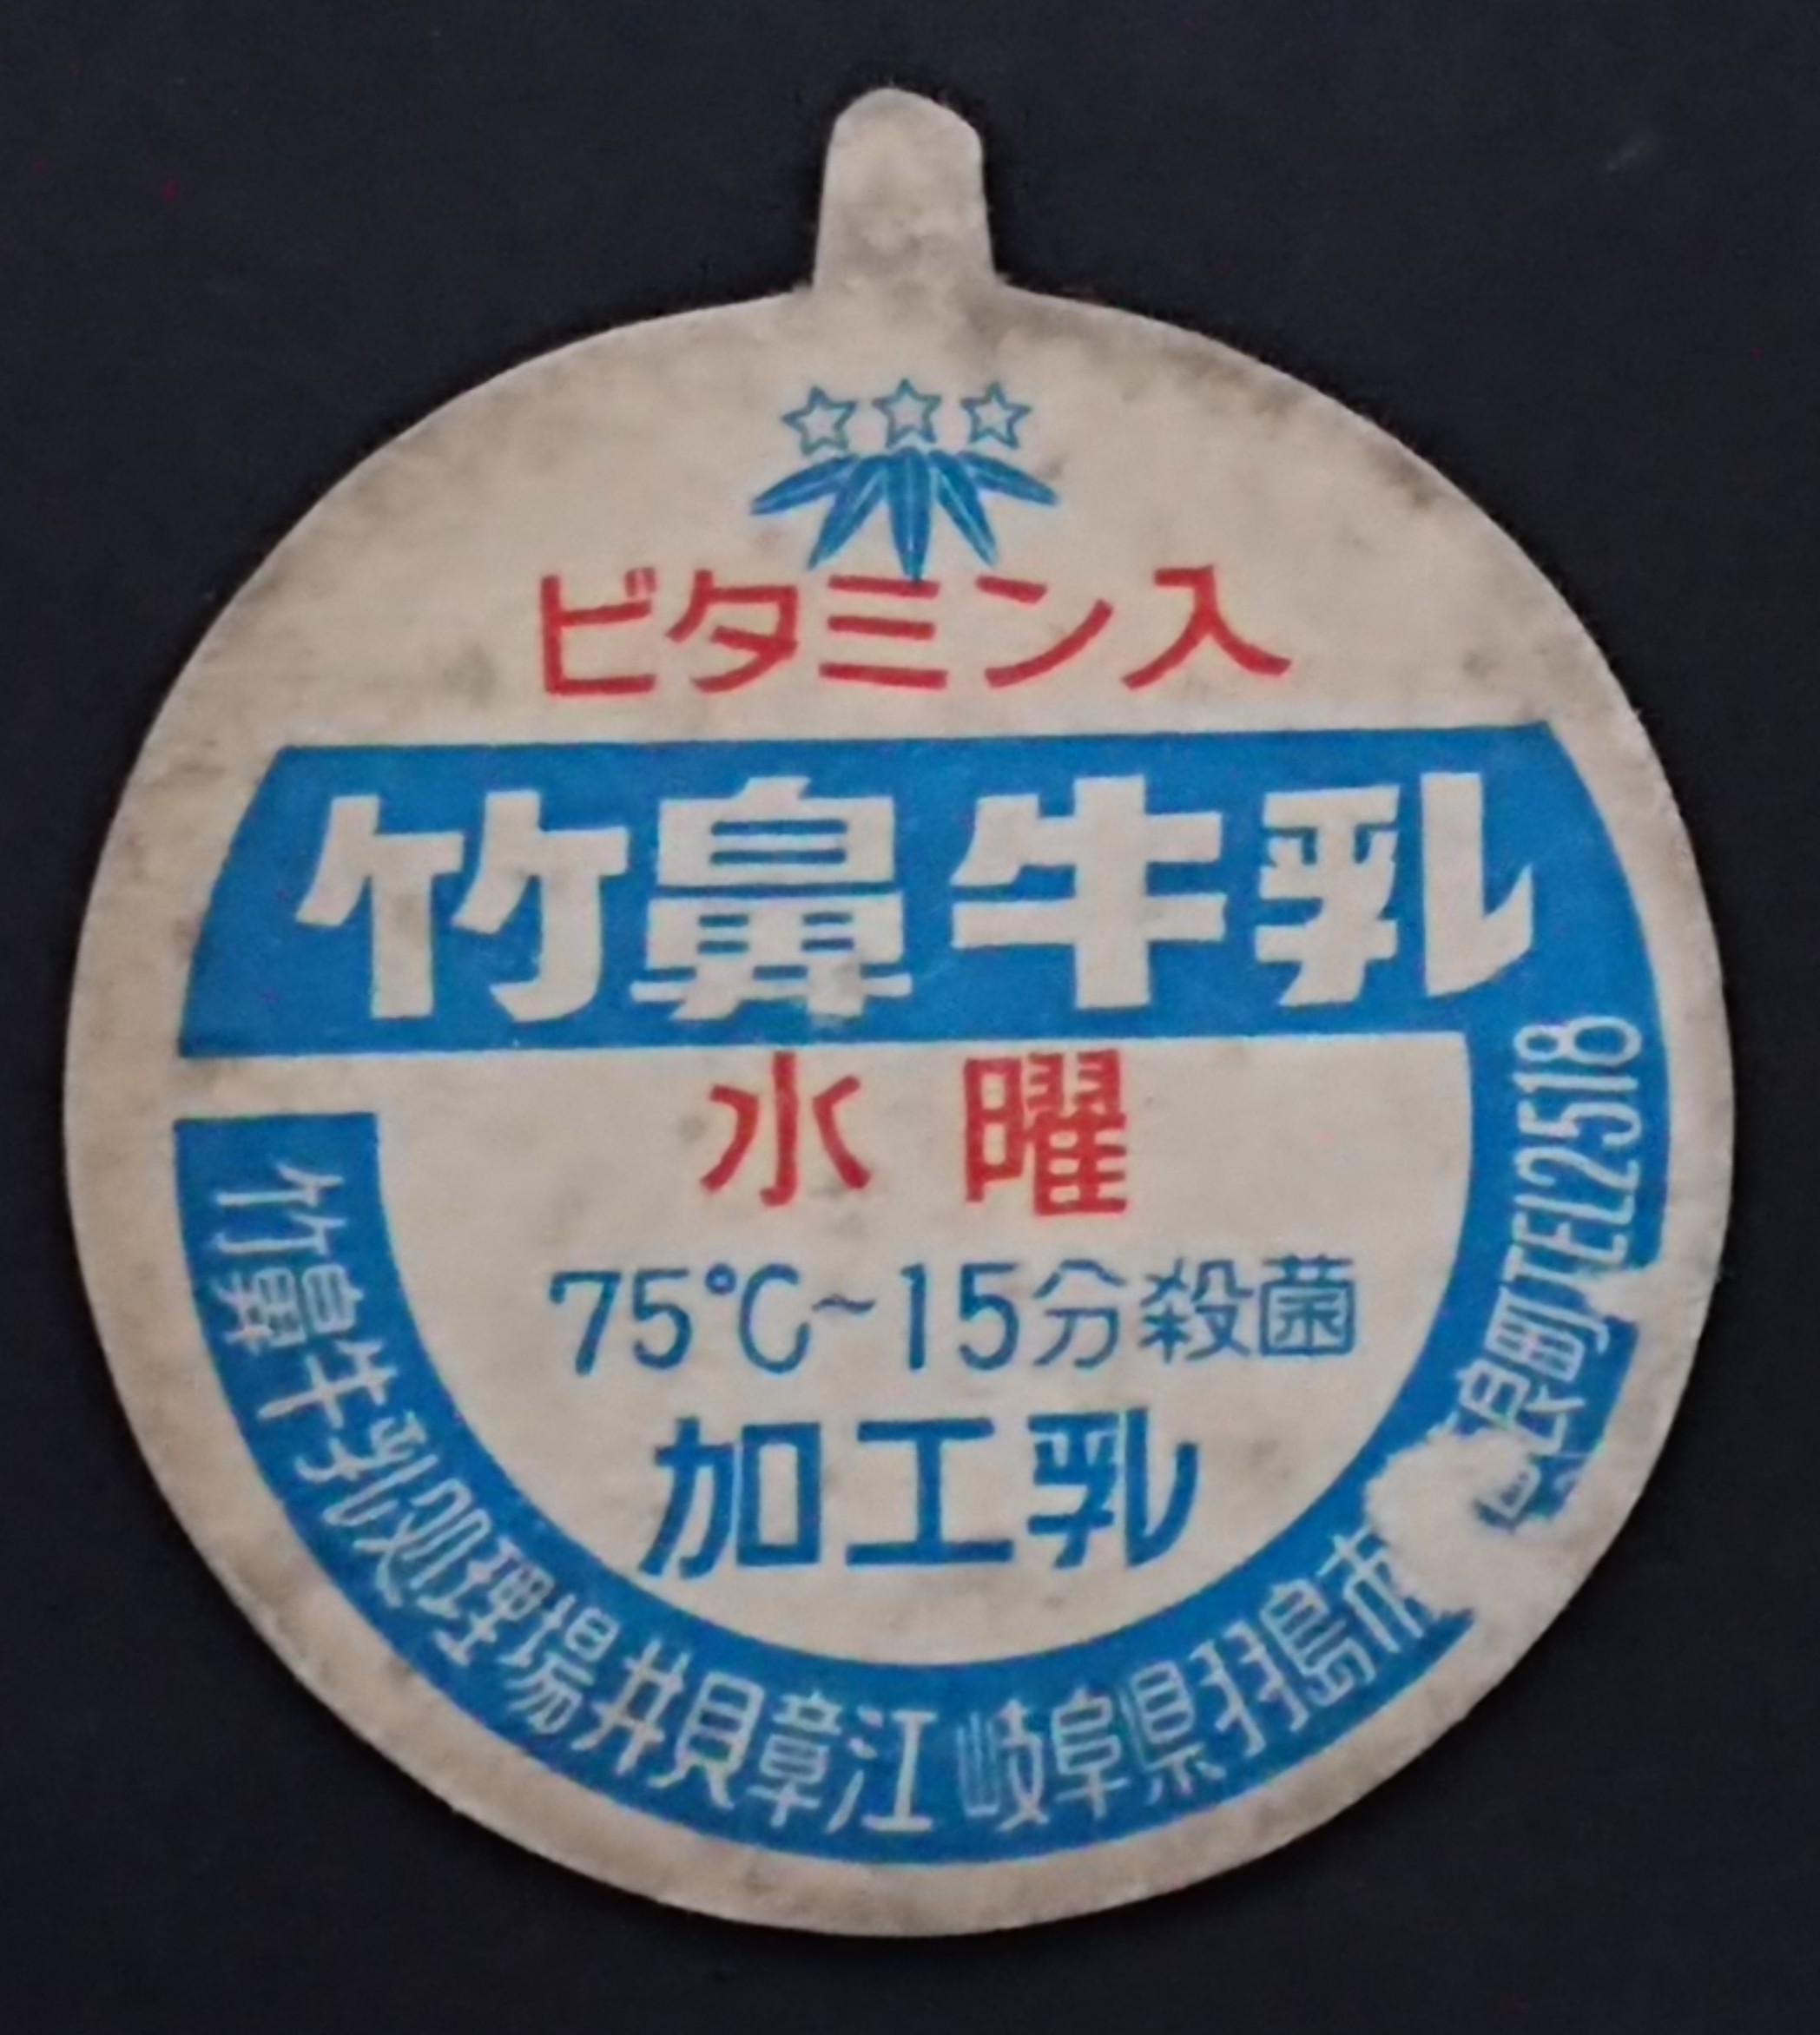 ビタミン入
竹鼻牛乳
水曜
75℃~15分殺菌
加工乳
竹鼻牛乳処理場 井貝章江 岐阜県羽島市 良町TEL2518